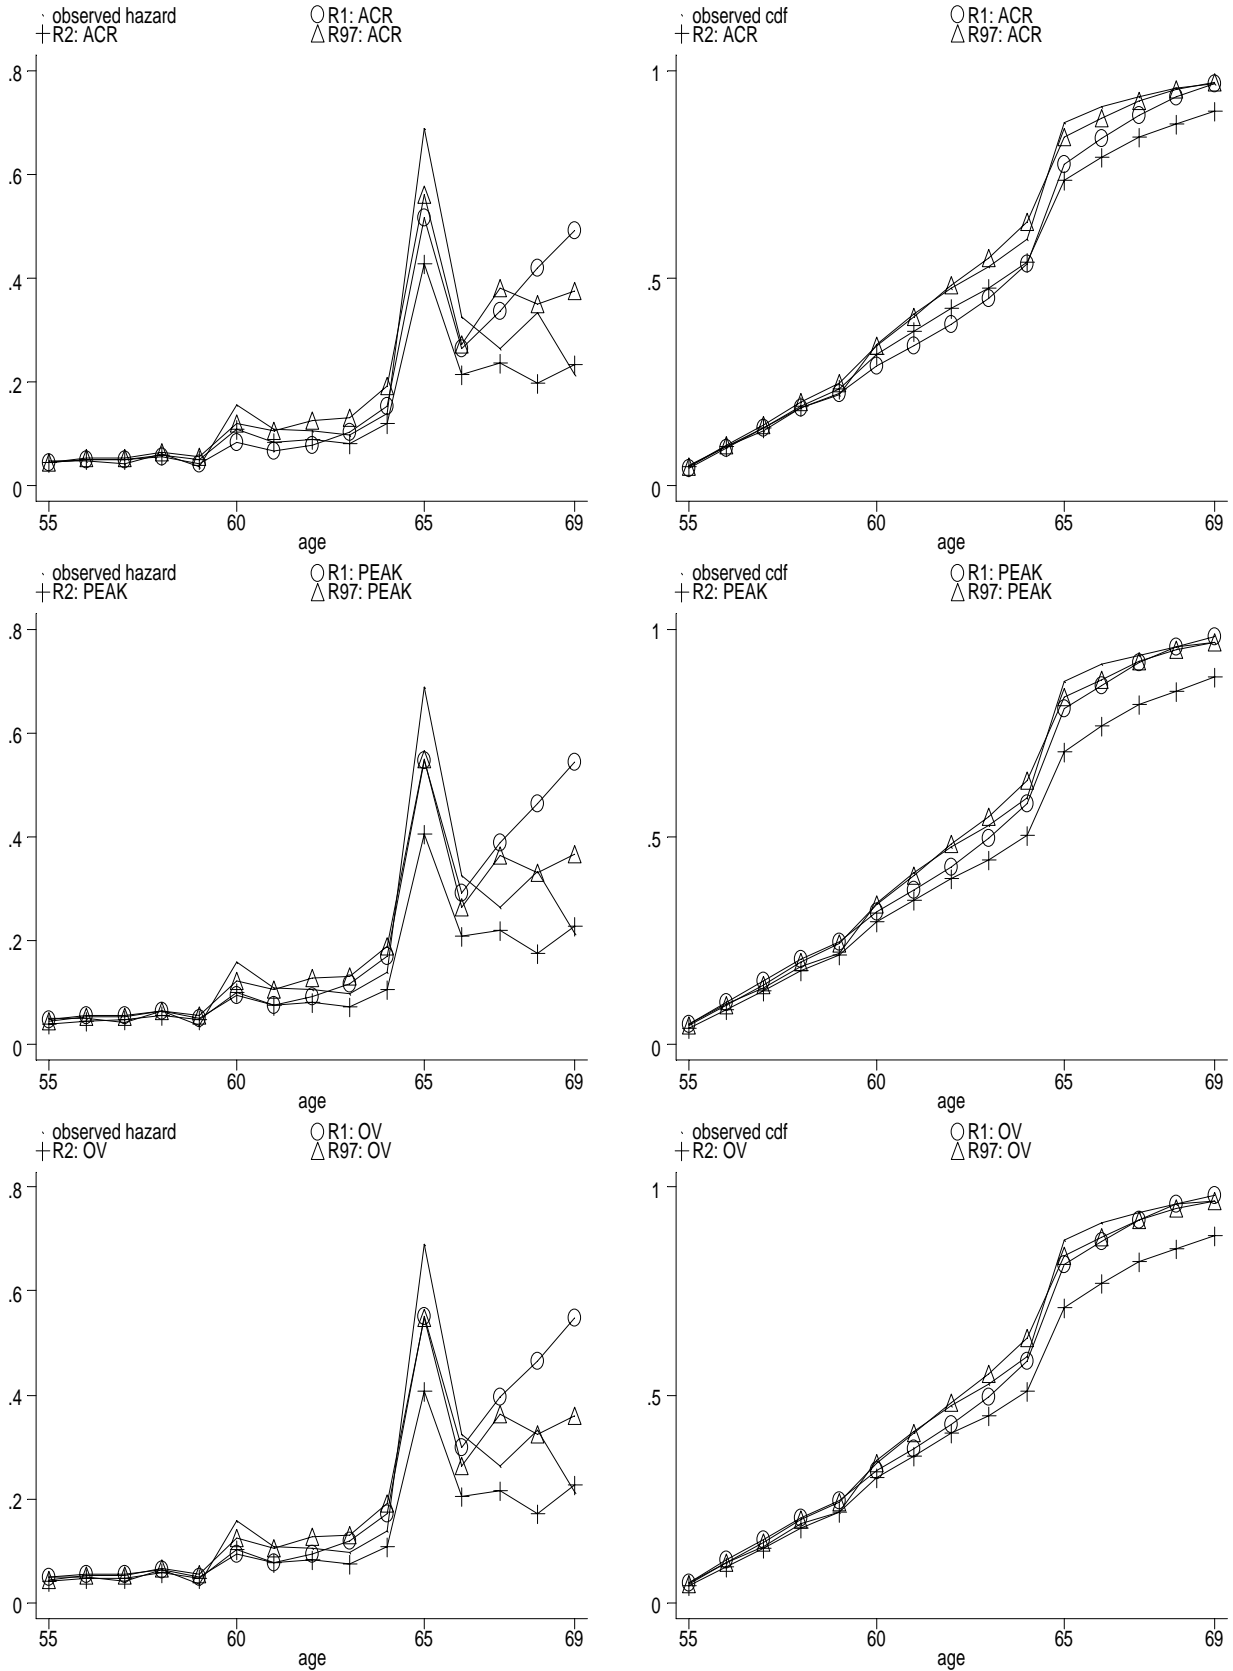 observed hazard R1: ACR
R2: ACR R97: ACR
.8
.6
.4
.2
0
55 60 65 69
age
observed cdf R1: ACR
R2: ACR R97: ACR
1
.5
0
55 60 65 69
age
observed hazard R1: PEAK
R2: PEAK R97: PEAK
.8
.6
.4
.2
0
55 60 65 69
age
observed cdf R1: PEAK
R2: PEAK R97: PEAK
1
.5
0
55 60 65 69
age
observed hazard R1: OV
R2: OV R97: OV
.8
.6
.4
.2
0
55 60 65 69
age
observed cdf R1: OV
R2: OV R97: OV
1
.5
0
55 60 65 69
age